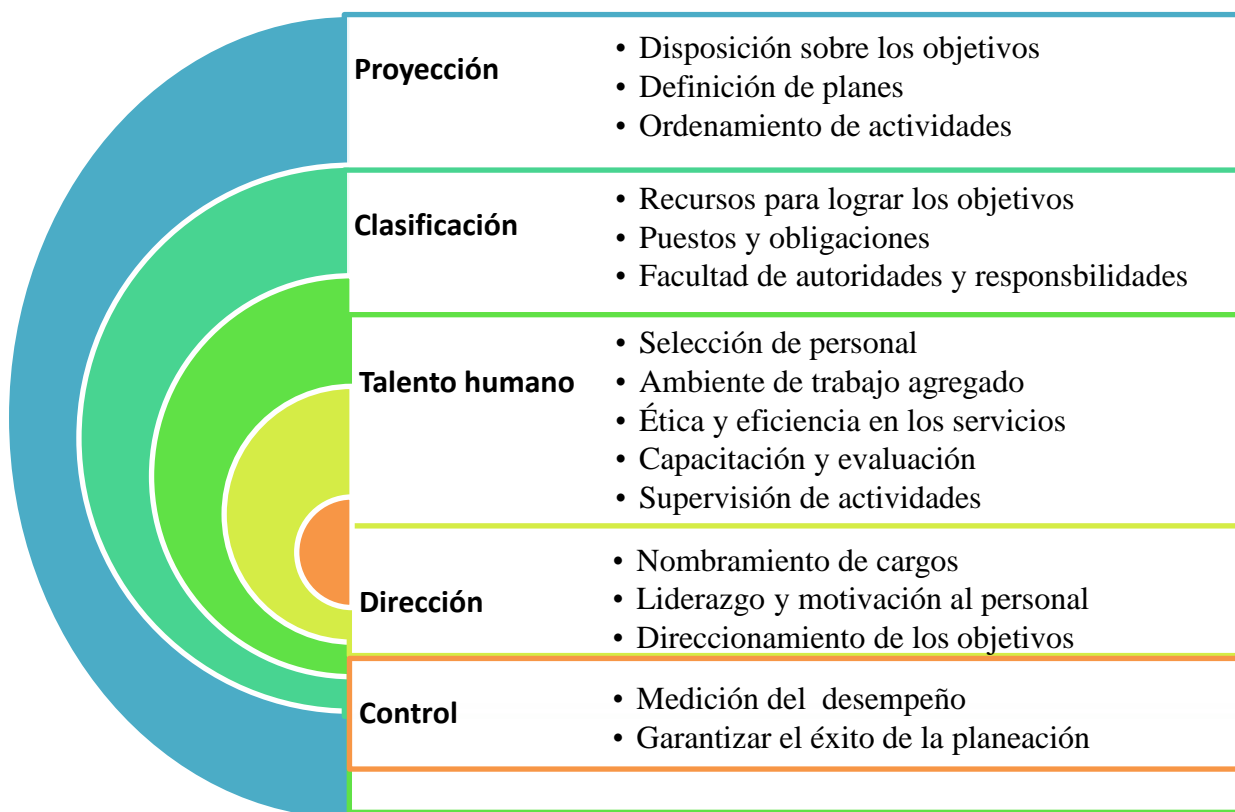 Proyección
• Disposición sobre los objetivos
• Definición de planes
• Ordenamiento de actividades
Clasificación
• Recursos para lograr los objetivos
• Puestos y obligaciones
• Facultad de autoridades y responsbilidades
Talento humano
• Selección de personal
• Ambiente de trabajo agregado
• Ética y eficiencia en los servicios
• Capacitación y evaluación
• Supervisión de actividades
Dirección
• Nombramiento de cargos
• Liderazgo y motivación al personal
• Direccionamiento de los objetivos
Control
• Medición del  desempeño
• Garantizar el éxito de la planeación